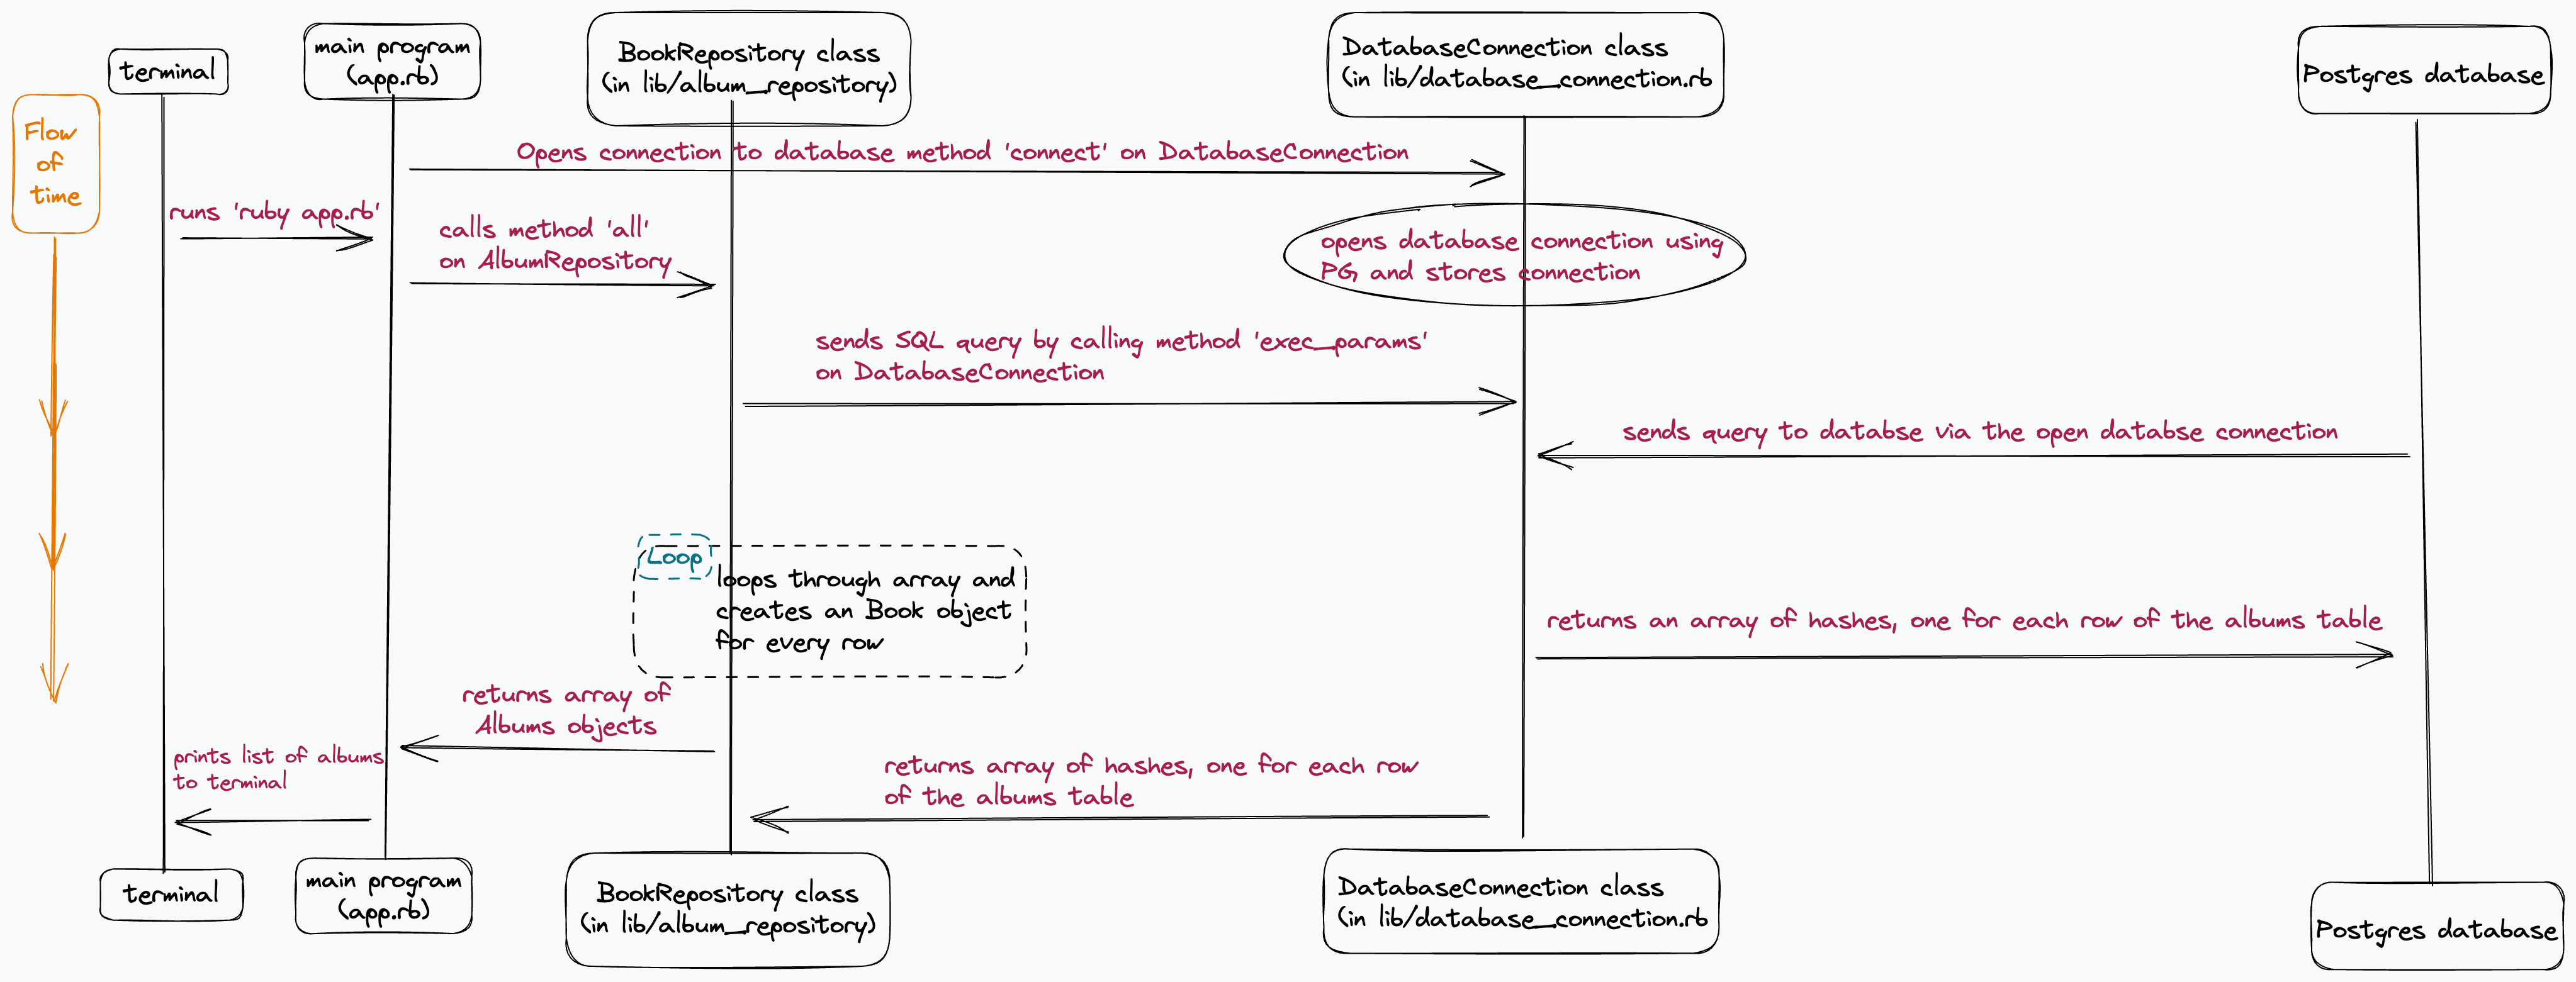 terminal
main program
(app.rb)
BookRepository class
(in lib/album_repository)
DatabaseConnection class
(in lib/database_connection.rb
Postgres database
Flow
of
time
Opens connection to database method 'connect' on DatabaseConnection
runs 'ruby app.rb'
calls method 'all'
on AlbumRepository
opens database connection using
PG and stores connection
sends SQL query by calling method 'exec_params'
on DatabaseConnection
sends query to databse via the open databse connection
Loop
loops through array and
creates an Book object
for every row
returns an array of hashes, one for each row of the albums table
returns array of
Albums objects
prints list of albums
to terminal
returns array of hashes, one for each row
of the albums table
terminal
main program
(app.rb)
BookRepository class
(in lib/album_repository)
DatabaseConnection class
(in lib/database_connection.rb
Postgres database